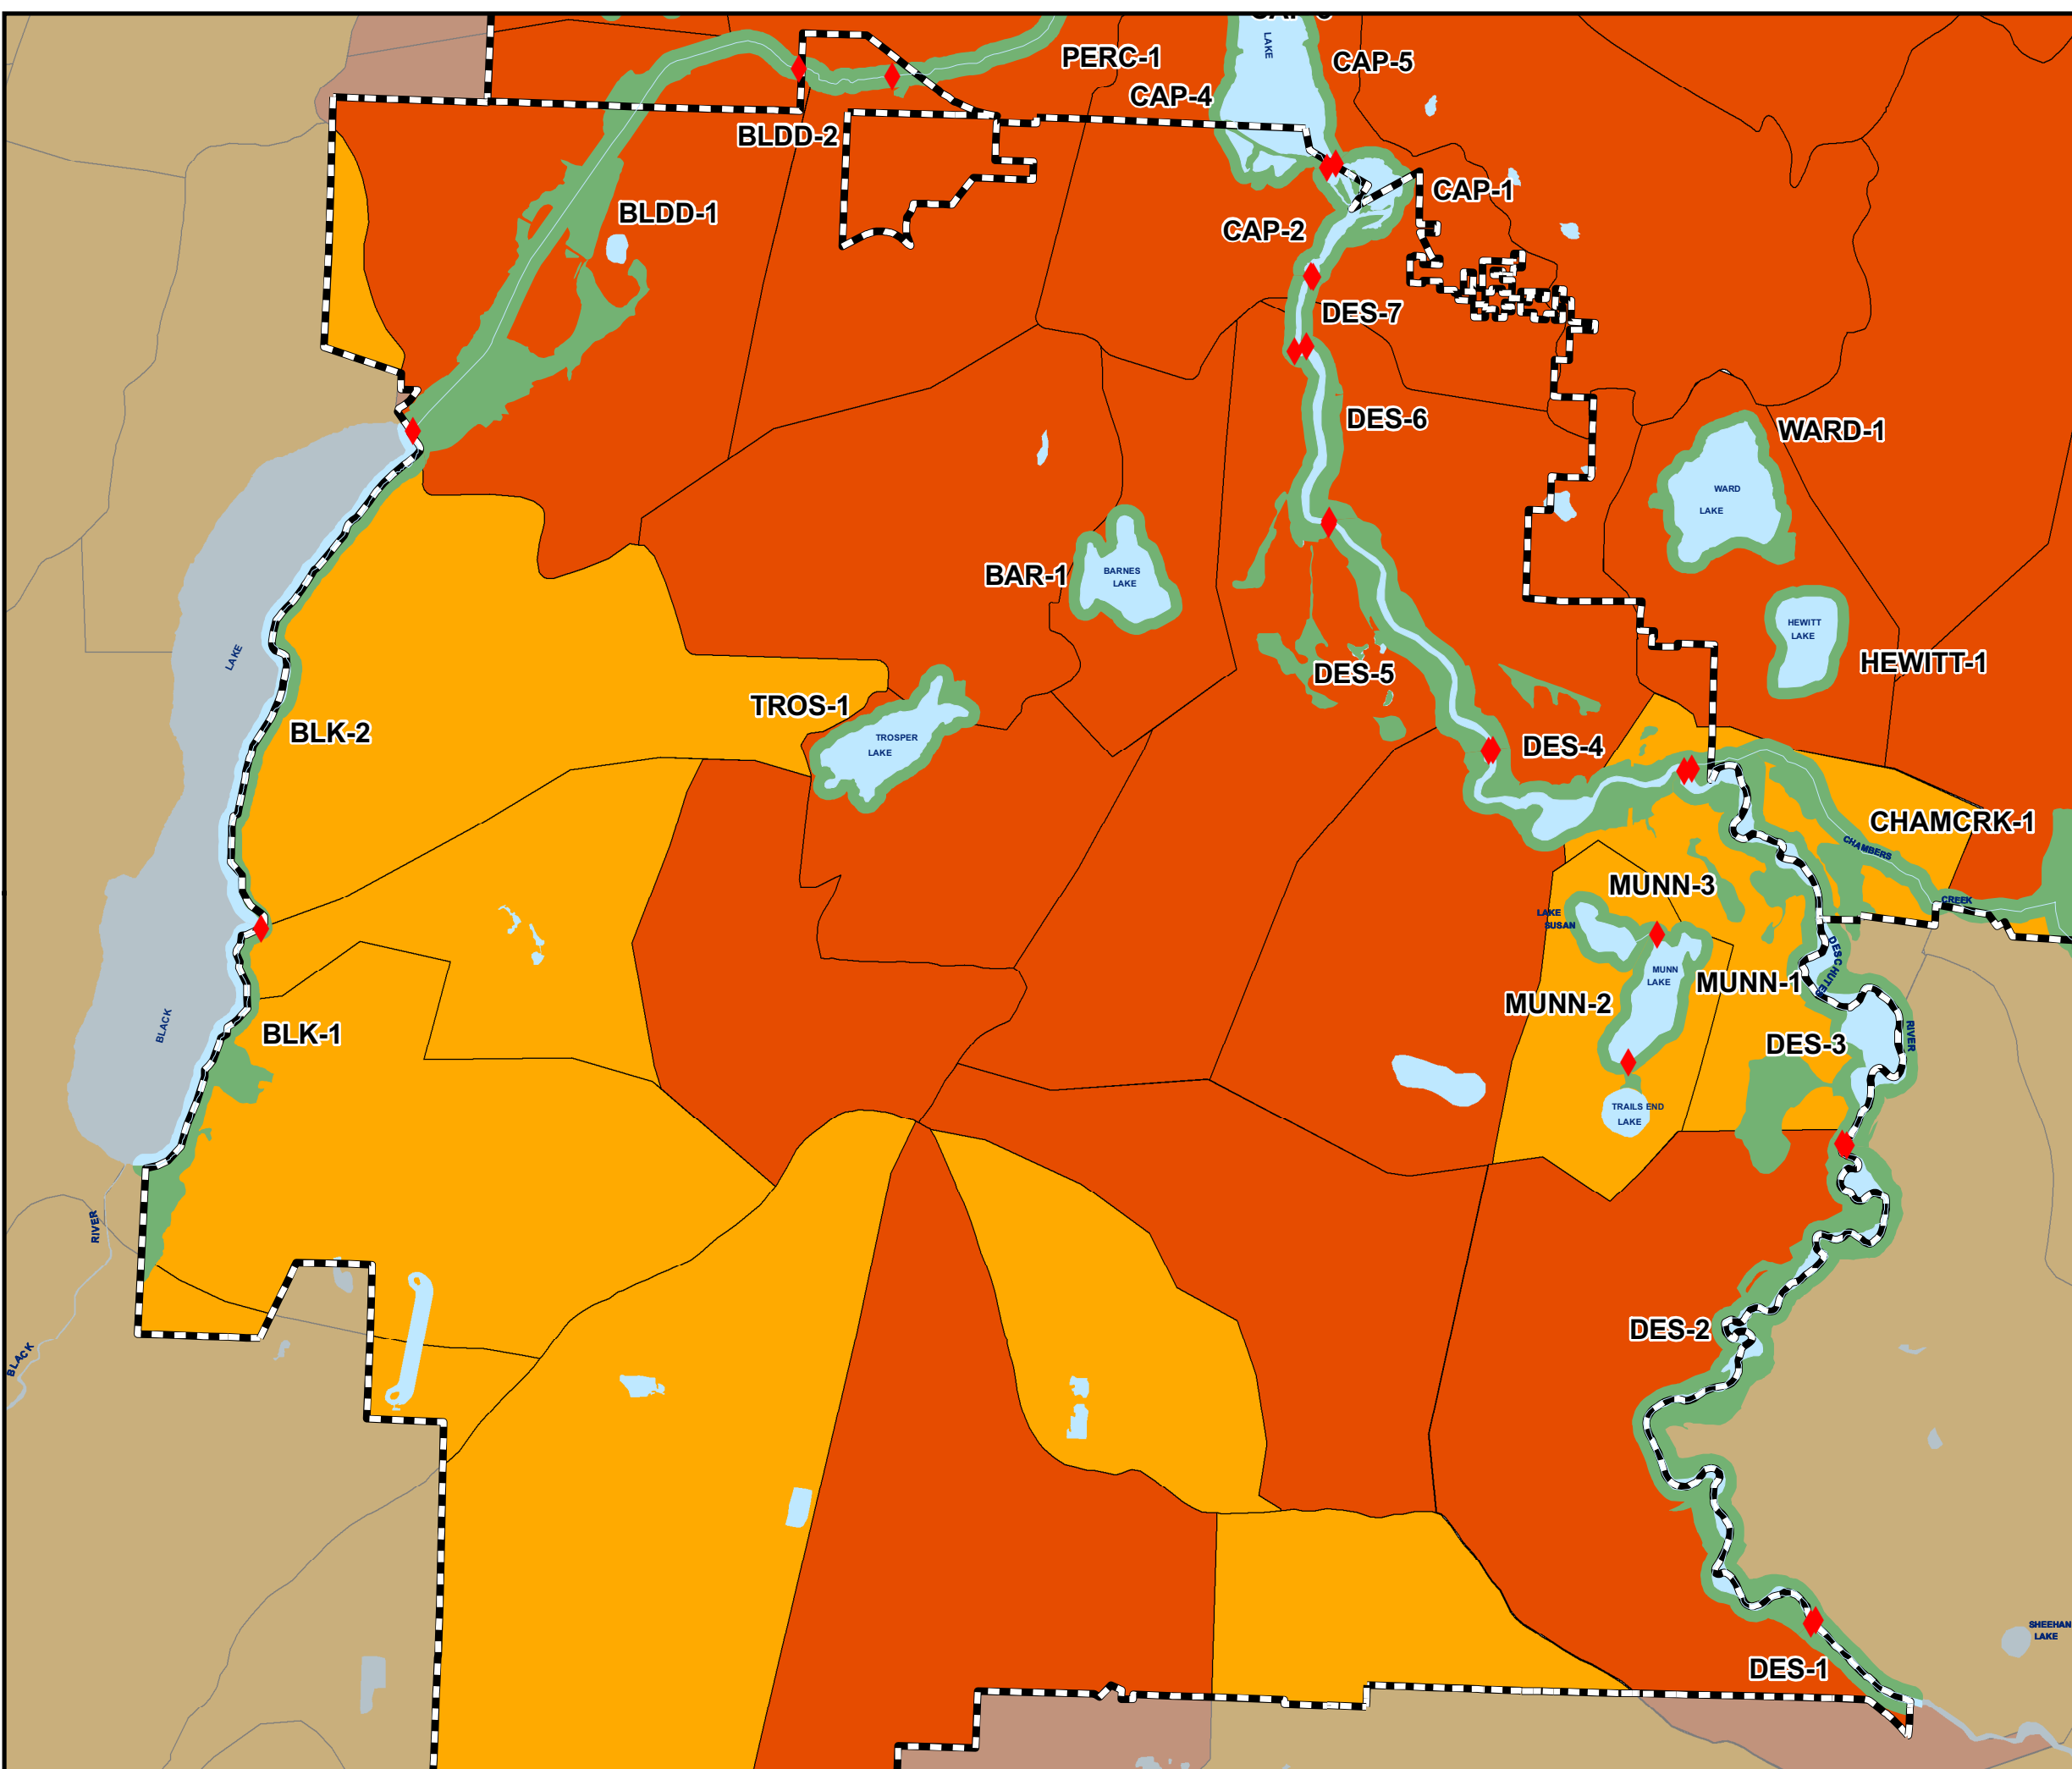 LAKE
PERC-1
CAP-5
CAP-4
BLDD-2
CAP-1
BLDD-1
CAP-2
DES-7
DES-6
WARD-1
WARD
LAKE
BAR-1
BARNES
LAKE
HEWITT
LAKE
HEWITT-1
LAKE
DES-5
TROS-1
BLK-2
TROSPER
LAKE
DES-4
CHAMCRK-1
CHAMBERS
CREEK
MUNN-3
LAKE
SUSAN
MUNN
LAKE
MUNN-1
MUNN-2
DESCHUTES
RIVER
BLACK
BLK-1
DES-3
TRAILS END
LAKE
RIVER
BLACK
DES-2
SHEEHAN
LAKE
DES-1